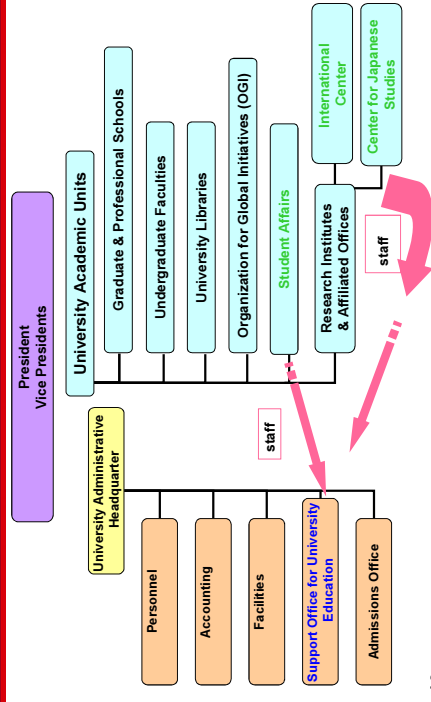 President
Vice Presidents
University Administrative
Headquarter
Personnel
Accounting
Facilities
Support Office for University
Education
Admissions Office
staff
University Academic Units
Graduate & Professional Schools
Undergraduate Faculties
University Libraries
Organization for Global Initiatives (OGI)
Student Affairs
Research Institutes
& Affiliated Offices
International
Center
Center for Japanese
Studies
staff